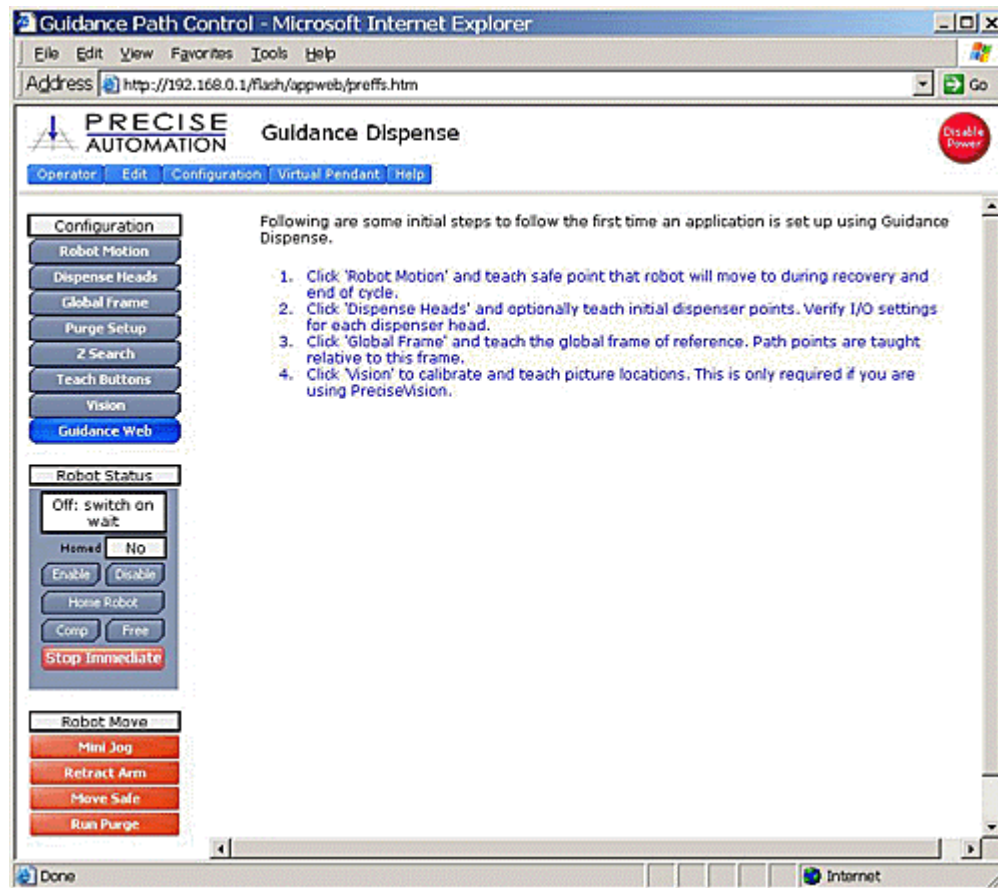 Guidance Path Control - Microsoft Internet Explorer
File Edit View Favorites Tools Help
Address http://192.168.0.1/flash/appweb/preffs.htm Go
PRECISE
AUTOMATION
Guidance Dispense
Disable
Power
Operator Edit Configuration Virtual Pendant Help
Configuration
Robot Motion
Dispense Heads
Global Frame
Purge Setup
Z Search
Teach Buttons
Vision
Guidance Web
Following are some initial steps to follow the first time an application is set up using Guidance
Dispense.
1. Click 'Robot Motion' and teach safe point that robot will move to during recovery and
end of cycle.
2. Click 'Dispense Heads' and optionally teach initial dispenser points. Verify I/O settings
for each dispenser head.
3. Click 'Global Frame' and teach the global frame of reference. Path points are taught
relative to this frame.
4. Click 'Vision' to calibrate and teach picture locations. This is only required if you are
using PreciseVision.
Robot Status
Off: switch on
wait
Homed No
Enable Disable
Home Robot
Comp Free
Stop Immediate
Robot Move
Mini Jog
Retract Arm
Move Safe
Run Purge
Done
Internet